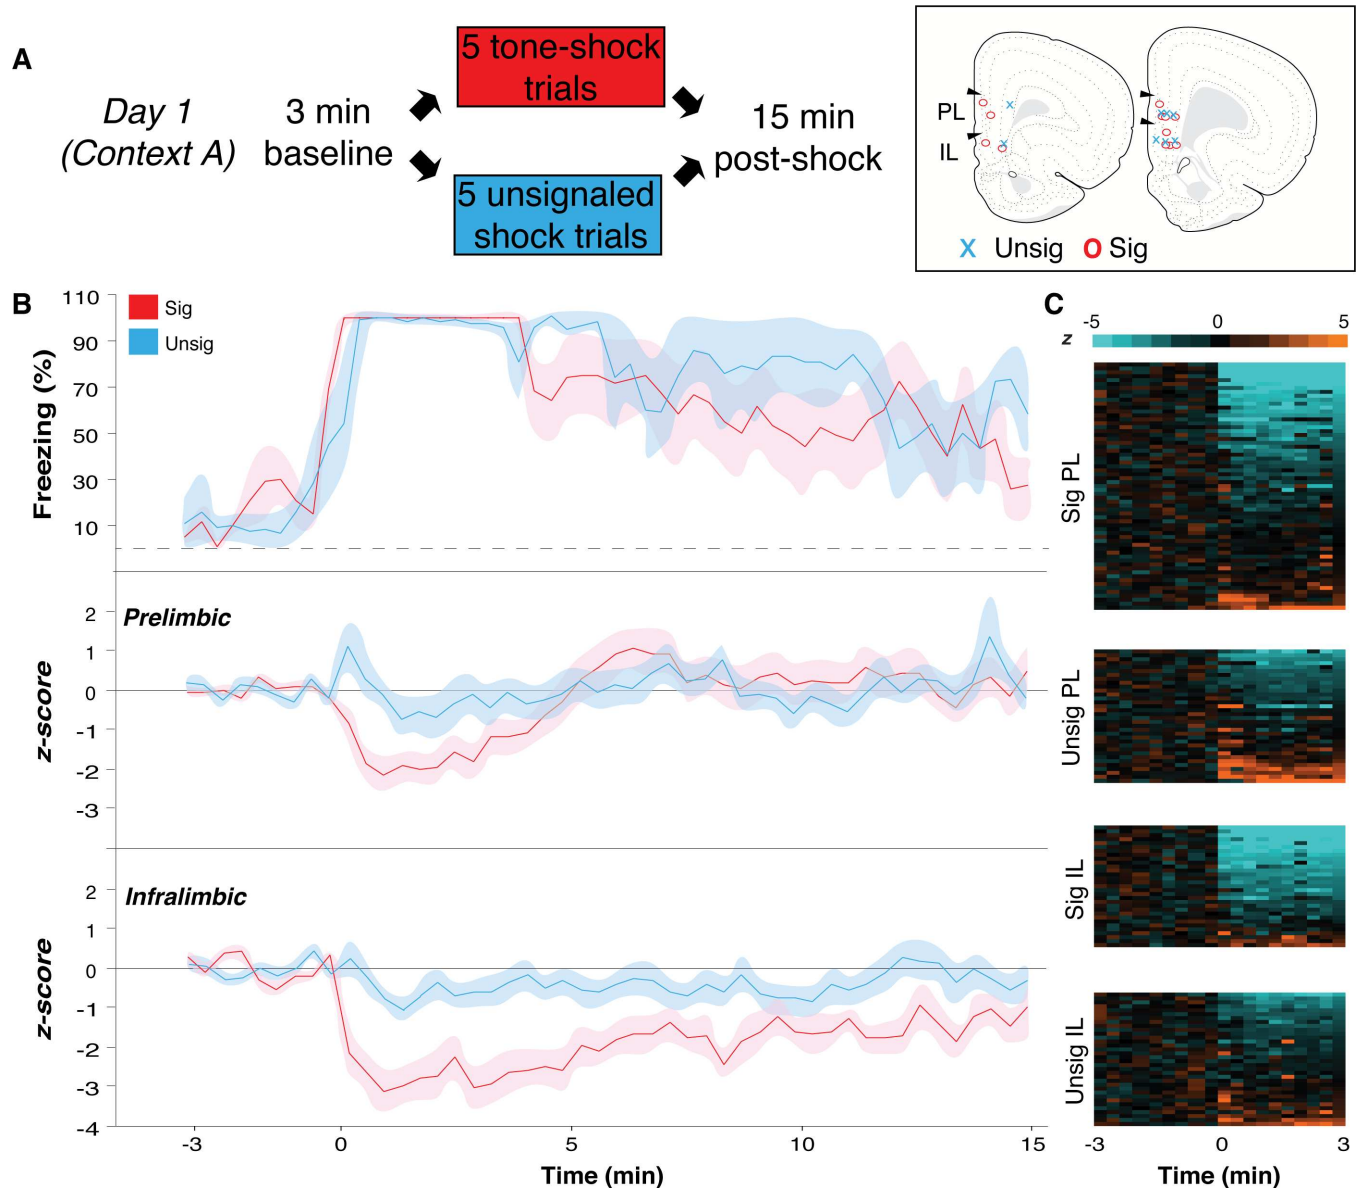 A
Day 1
(Context A)
3 min
baseline
5 tone-shock
trials
5 unsignaled
shock trials
15 min
post-shock
PL
IL
X Unsig O Sig
B
110
90
70
50
30
10
Freezing (%)
Sig
Unsig
Prelimbic
2
1
0
-1
-2
-3
z-score
Infralimbic
2
1
0
-1
-2
-3
-4
z-score
-3 0 5 10 15
Time (min)
C
-5 0 5
z
Sig PL
Unsig PL
Sig IL
Unsig IL
-3 0 3
Time (min)